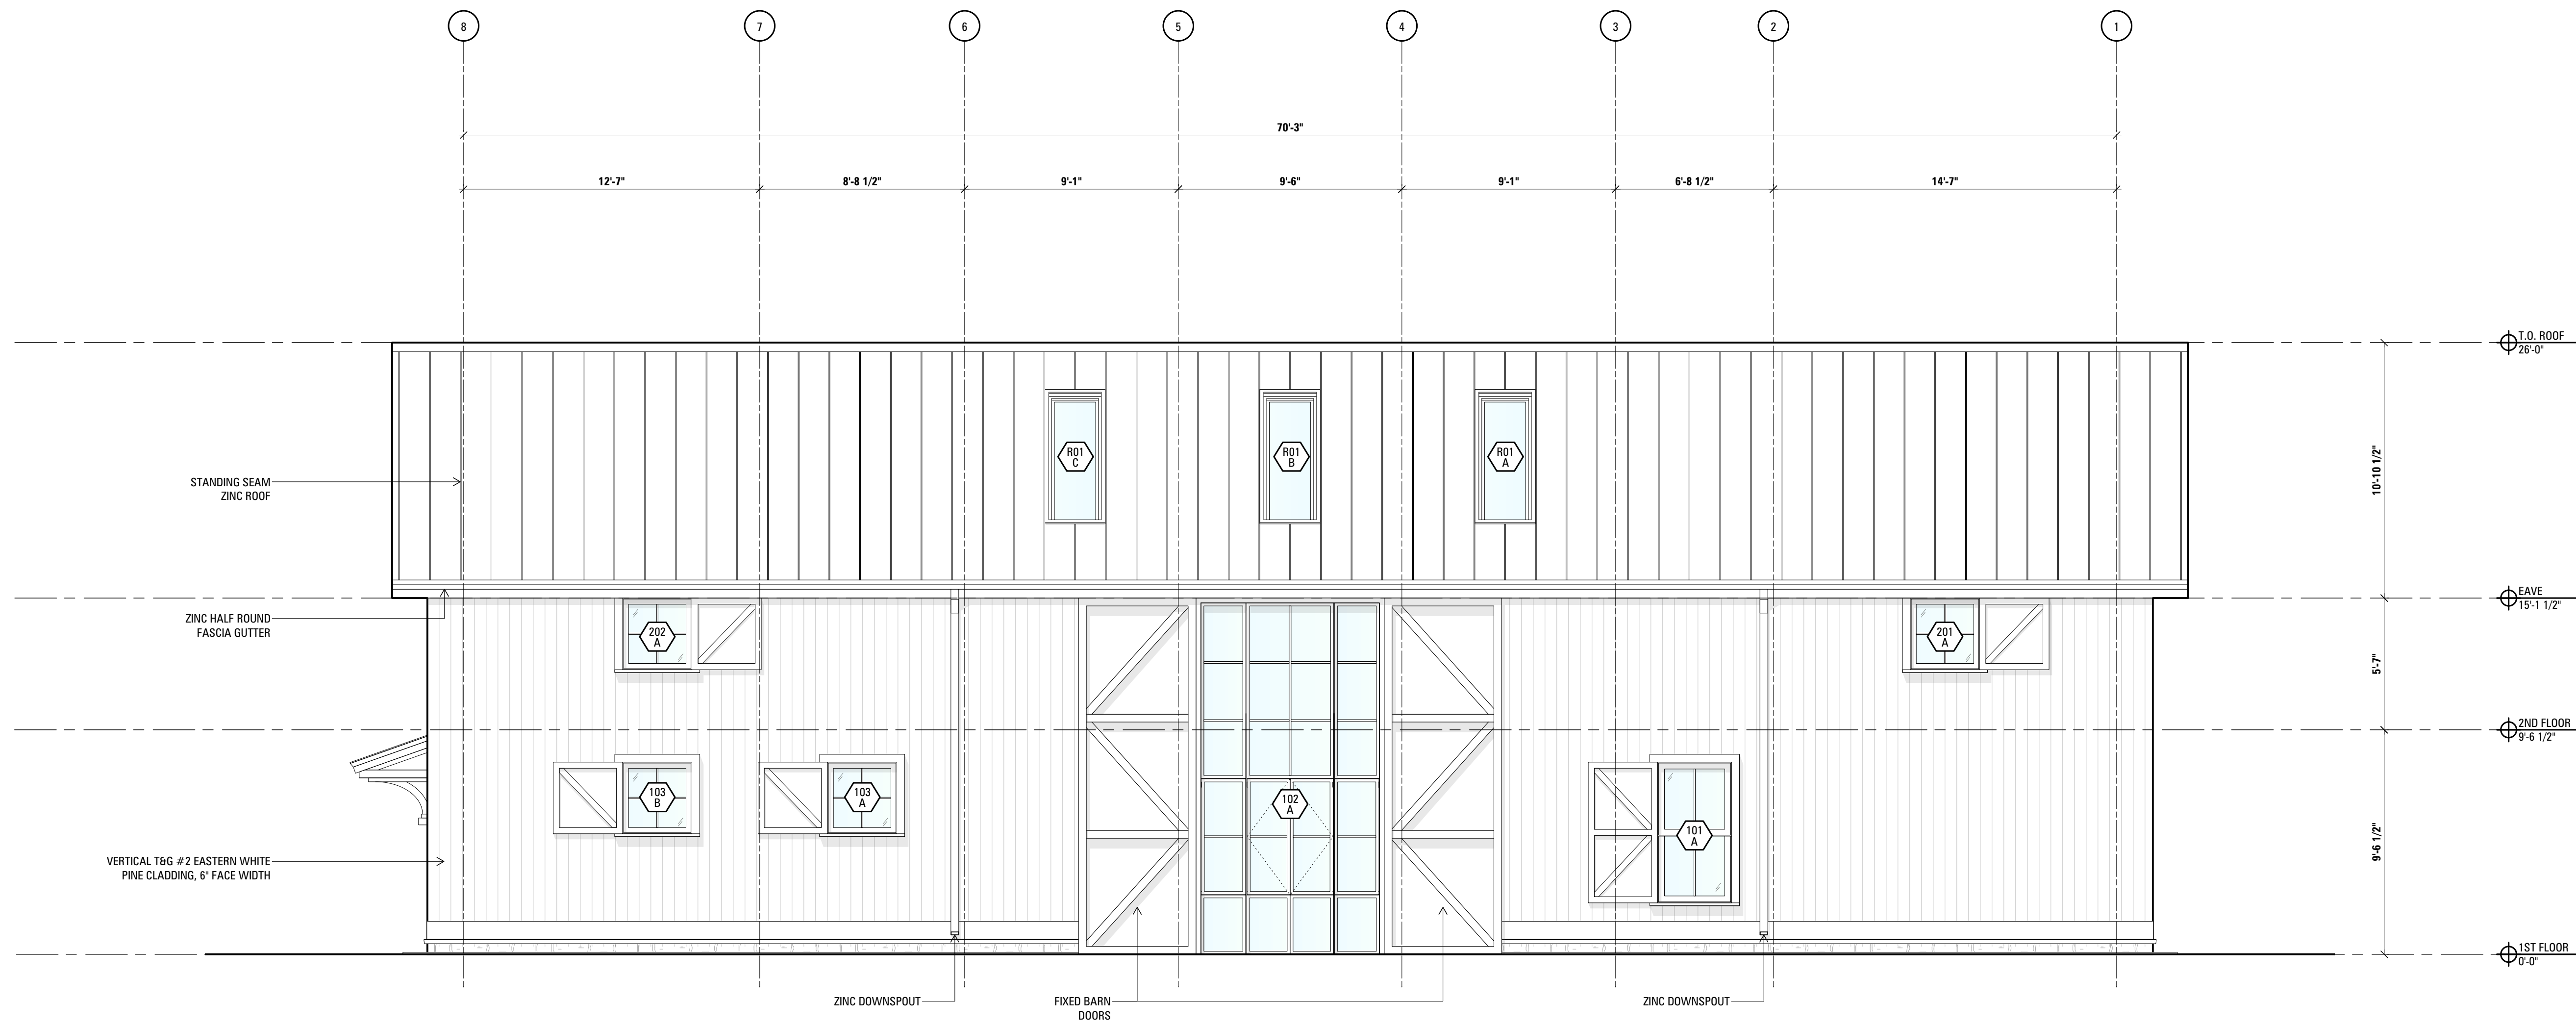 8
7
6
5
4
3
2
1
70'-3"
12'-7"
8'-8 1/2"
9'-1"
9'-6"
9'-1"
6'-8 1/2"
14'-7"
T.O. ROOF
26'-0"
R01
C
R01
B
R01
A
STANDING SEAM
ZINC ROOF
10'-10 1/2"
EAVE
15'-1 1/2"
ZINC HALF ROUND
FASCIA GUTTER
202
A
201
A
5'-7"
2ND FLOOR
9'-6 1/2"
103
B
103
A
102
A
101
A
9'-6 1/2"
VERTICAL T&G #2 EASTERN WHITE
PINE CLADDING, 6" FACE WIDTH
1ST FLOOR
0'-0"
ZINC DOWNSPOUT
FIXED BARN
DOORS
ZINC DOWNSPOUT